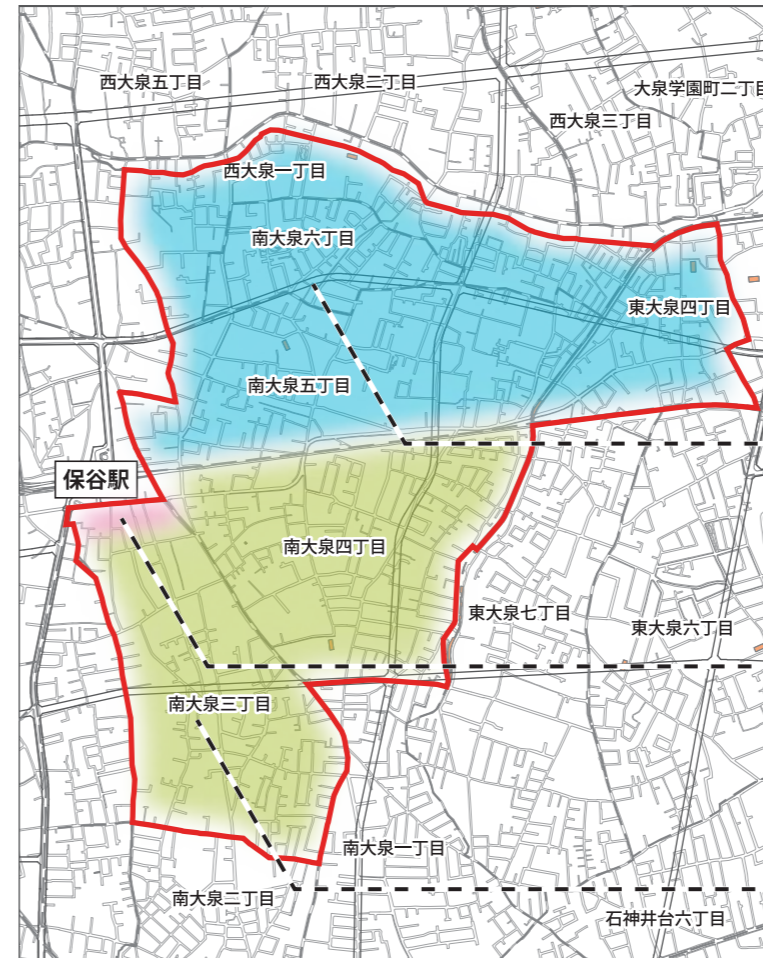 西大泉五丁目
西大泉二丁目
大泉学園町二丁目
西大泉三丁目
西大泉一丁目
南大泉六丁目
東大泉四丁目
南大泉五丁目
保谷駅
南大泉四丁目
東大泉七丁目
東大泉六丁目
南大泉三丁目
南大泉一丁目
南大泉二丁目
石神井台六丁目